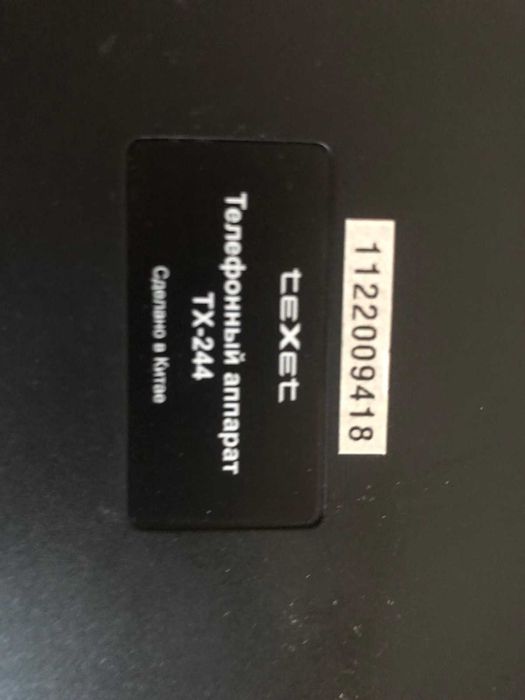 1122009418
teXet
Телефонный аппарат
TX-244
Сделано в Китае